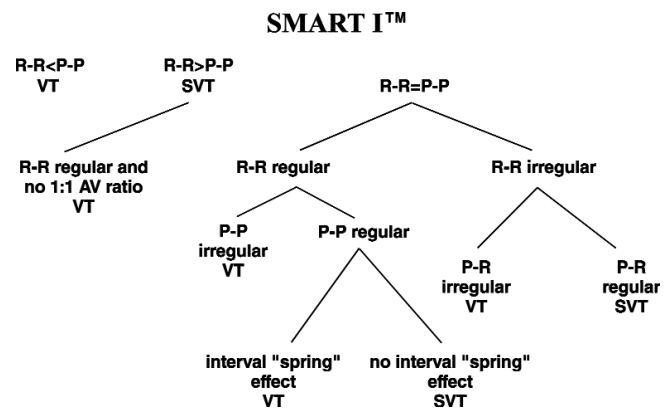 SMART I™
R-R<P-P
VT
R-R>P-P
SVT
R-R=P-P
R-R regular and
no 1:1 AV ratio
VT
R-R regular
R-R irregular
P-P
irregular
VT
P-P regular
P-R
irregular
VT
P-R
regular
SVT
interval "spring"
effect
VT
no interval "spring"
effect
SVT